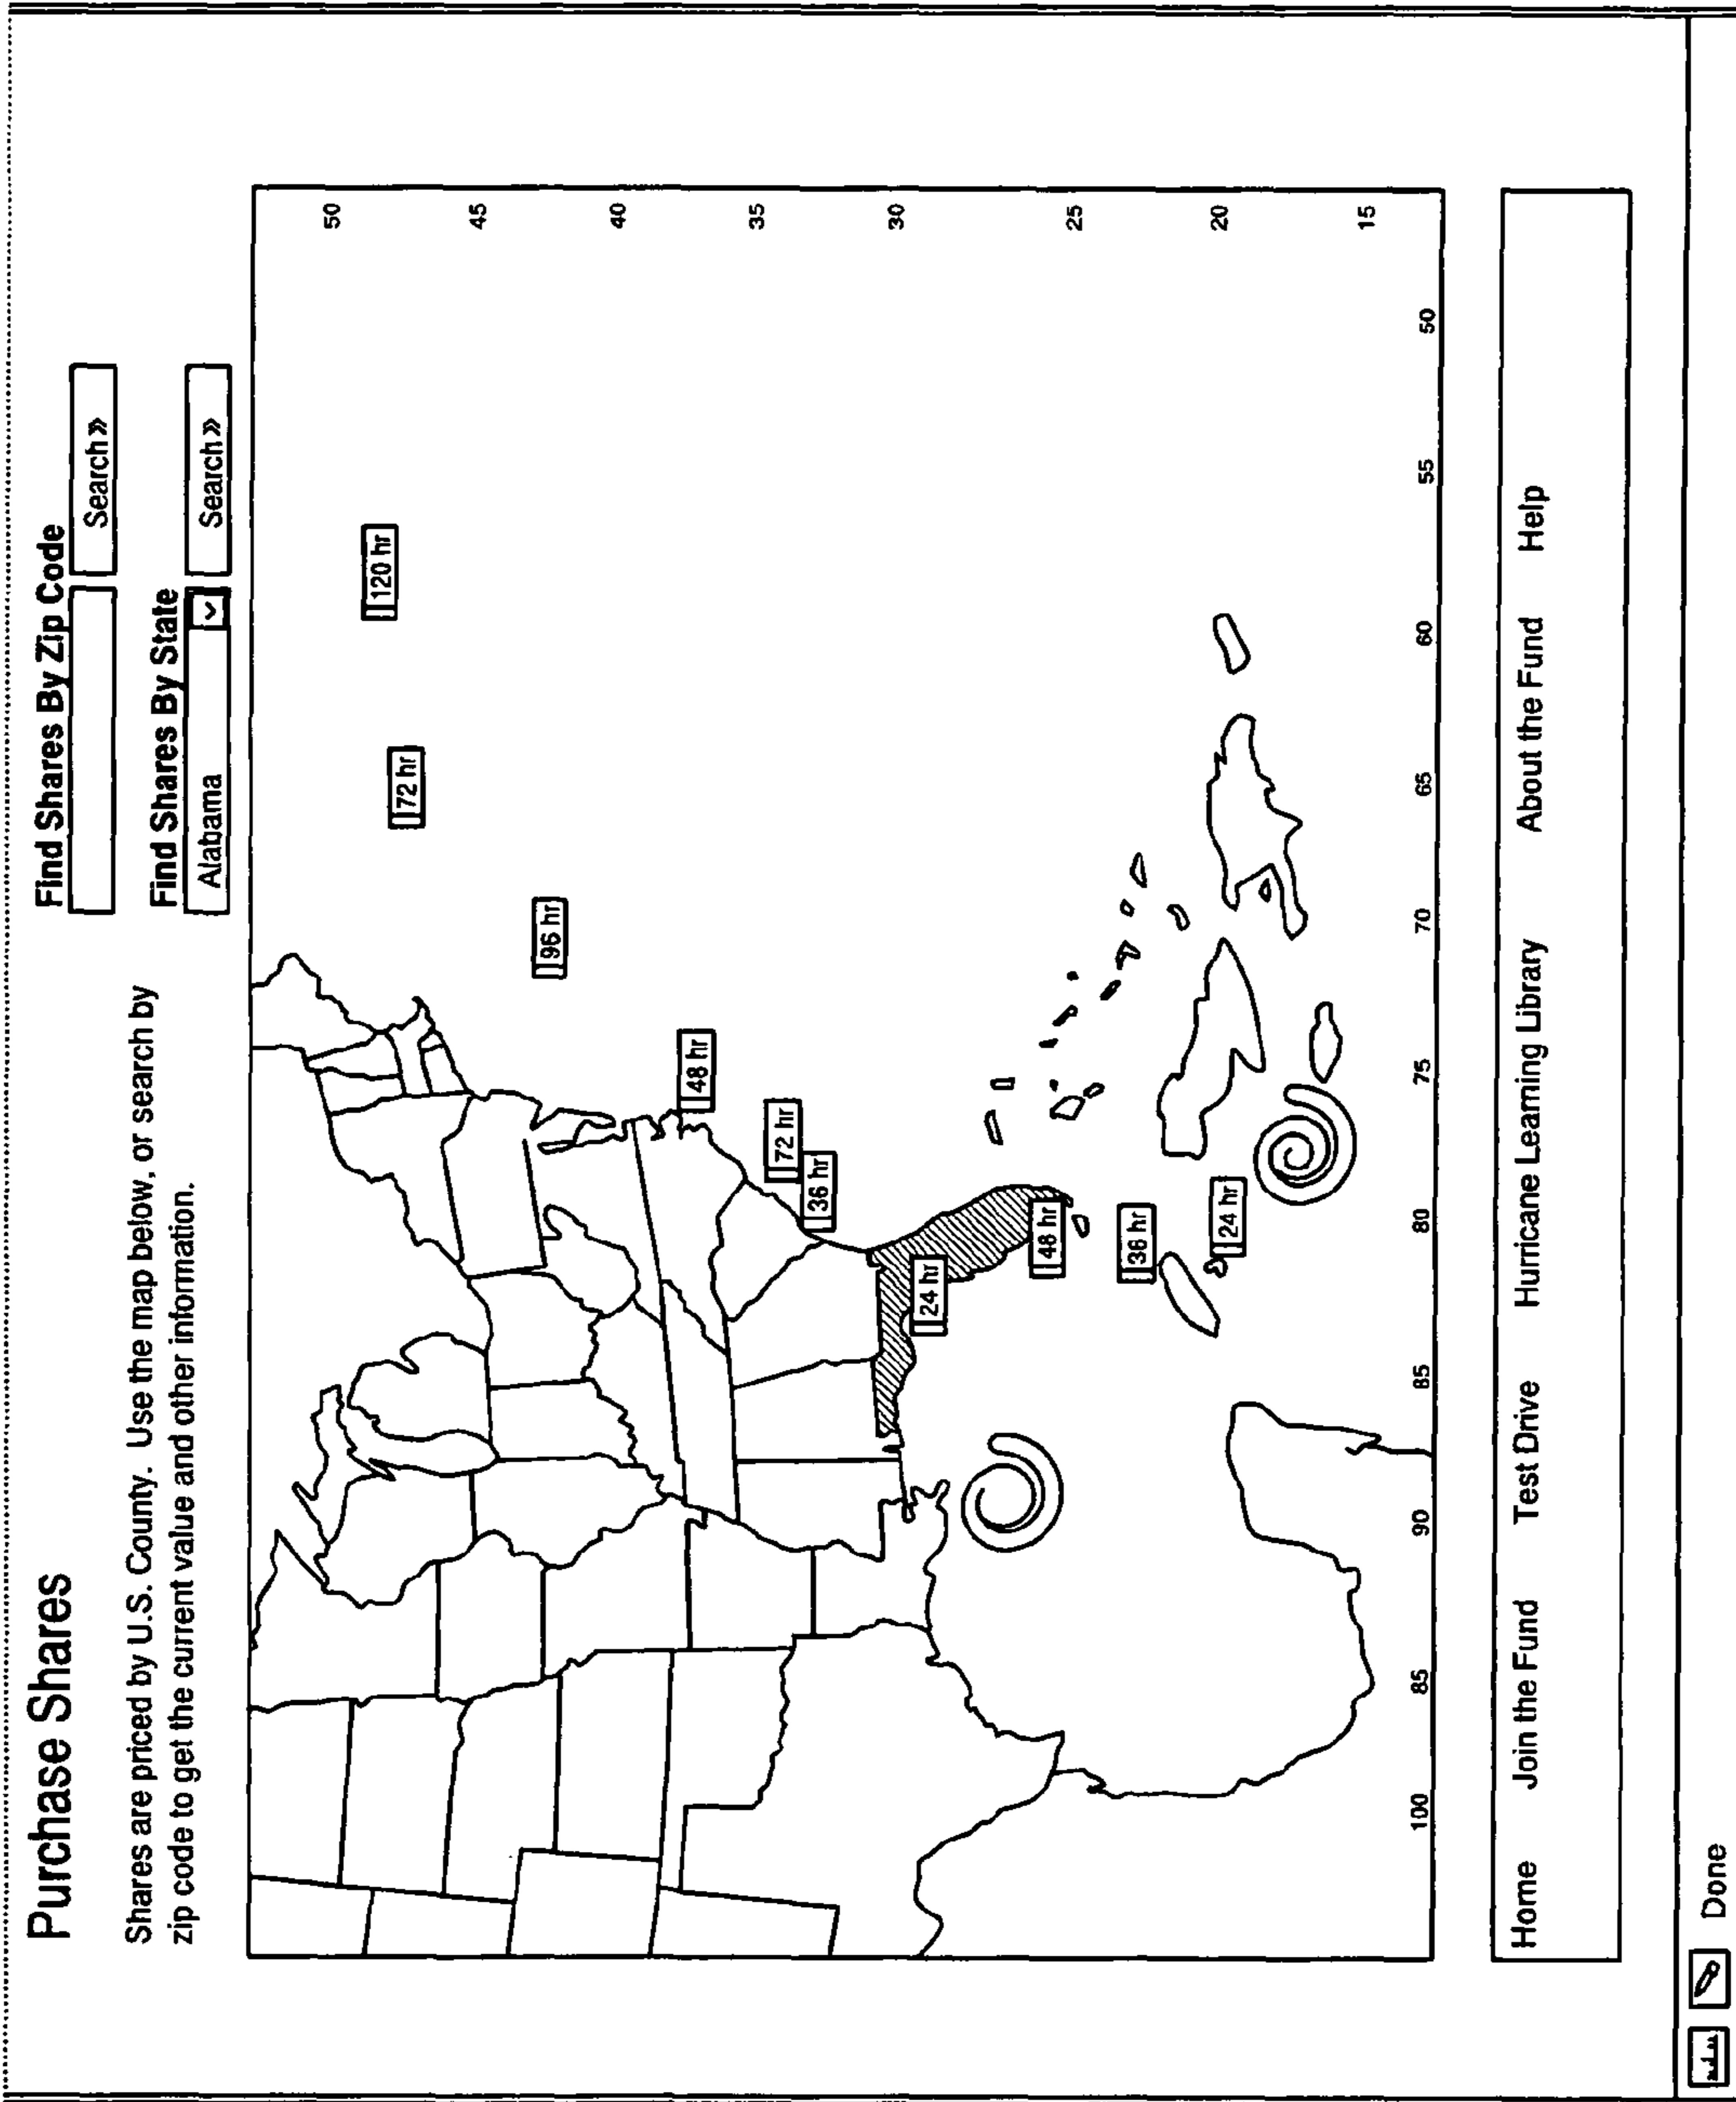 Purchase Shares
Shares are priced by U.S. County. Use the map below, or search by
zip code to get the current value and other information.
Find Shares By Zip Code
Search »
Find Shares By State
Alabama
Search »
50
120 hr
72 hr
45
96 hr
40
48 hr
35
72 hr
36 hr
30
24 hr
48 hr
25
36 hr
20
24 hr
15
100 85 90 85 80 75 70 65 60 55 50
Home Join the Fund Test Drive Hurricane Learning Library About the Fund Help
Done